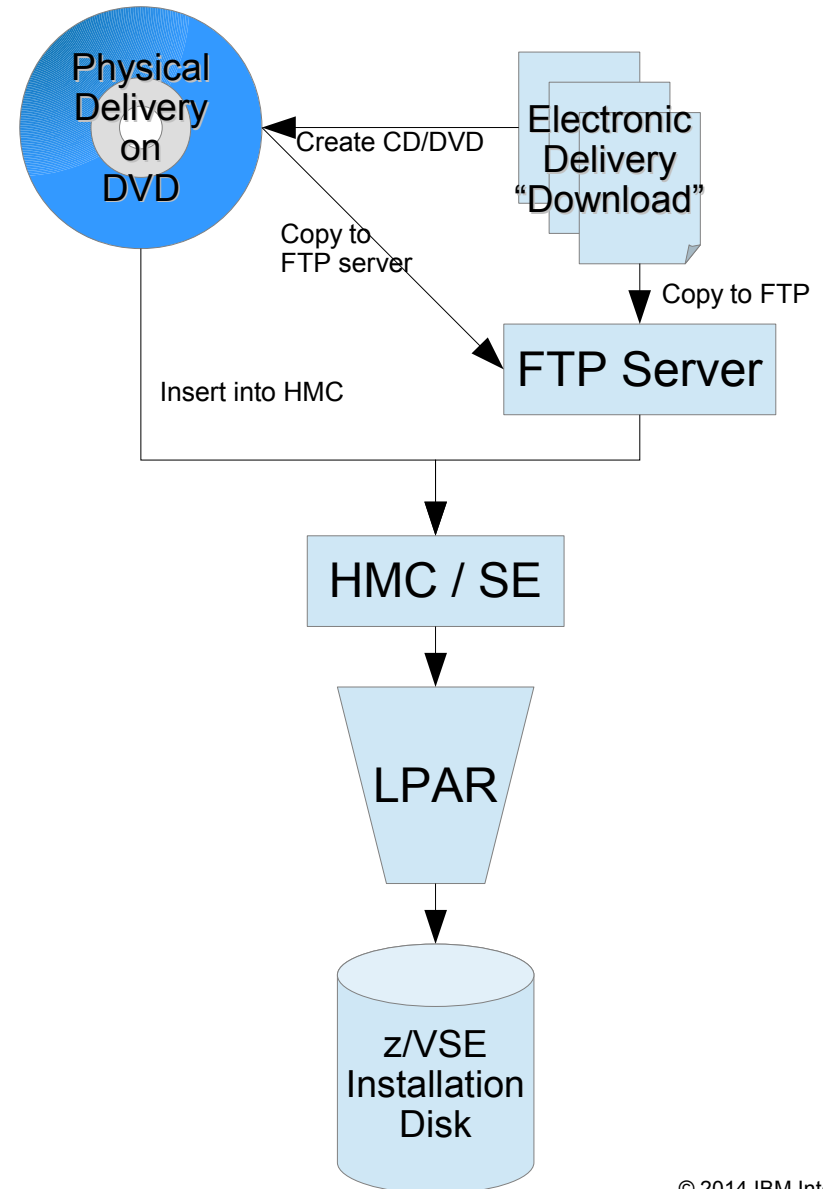 Physical
Delivery
on
DVD
Electronic
Delivery
“Download”
Create CD/DVD
Copy to
FTP server
Copy to FTP
FTP Server
Insert into HMC
HMC / SE
LPAR
z/VSE
Installation
Disk
© 2014 IBM